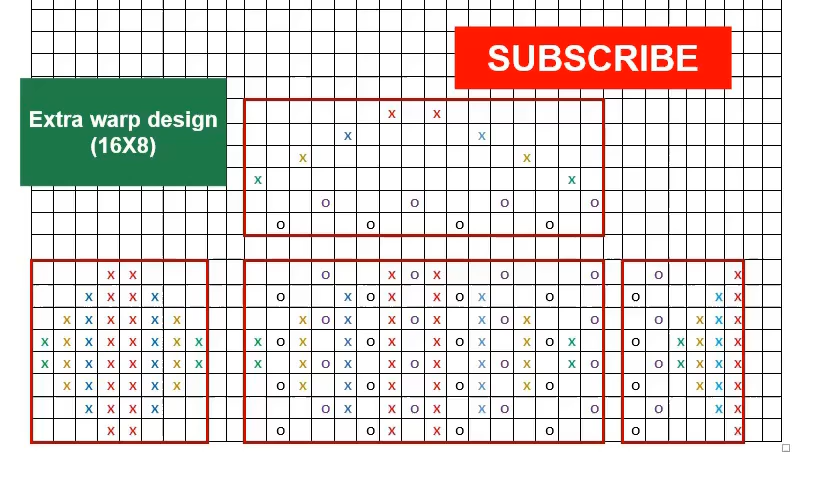 SUBSCRIBE
Extra warp design
(16X8)
x x
x x
x x
x x
o o o o
o o o o
x x o x o x o o o x
x x x x o x o x x o x o o x x
x x x x x x x o x x o x x o x o o x x x
x x x x x x x x x o x x o x x o x x o x o x x x x
x x x x x x x x x x o x x o x x o x x o o x x x x
x x x x x x o x x o x x o x x o o x x x
x x x x o x x o x x o o o x x
x x o o x x o o o x